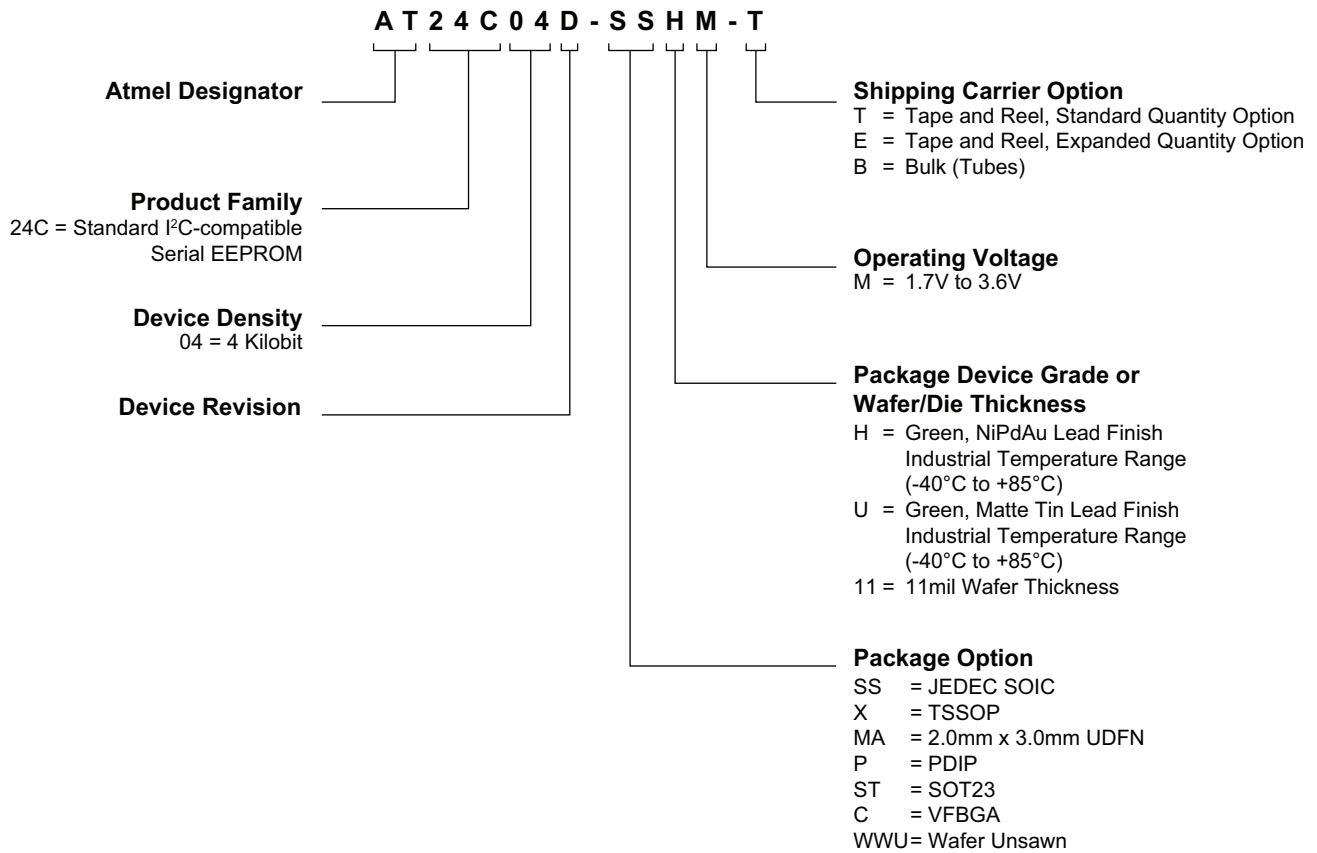 AT24C04D-SSHM-T
Atmel Designator
Product Family
24C = Standard I²C-compatible
Serial EEPROM
Device Density
04 = 4 Kilobit
Device Revision
Shipping Carrier Option
T = Tape and Reel, Standard Quantity Option
E = Tape and Reel, Expanded Quantity Option
B = Bulk (Tubes)
Operating Voltage
M = 1.7V to 3.6V
Package Device Grade or
Wafer/Die Thickness
H = Green, NiPdAu Lead Finish
Industrial Temperature Range
(-40°C to +85°C)
U = Green, Matte Tin Lead Finish
Industrial Temperature Range
(-40°C to +85°C)
11 = 11mil Wafer Thickness
Package Option
SS = JEDEC SOIC
X = TSSOP
MA = 2.0mm x 3.0mm UDFN
P = PDIP
ST = SOT23
C = VFBGA
WWU= Wafer Unsawn